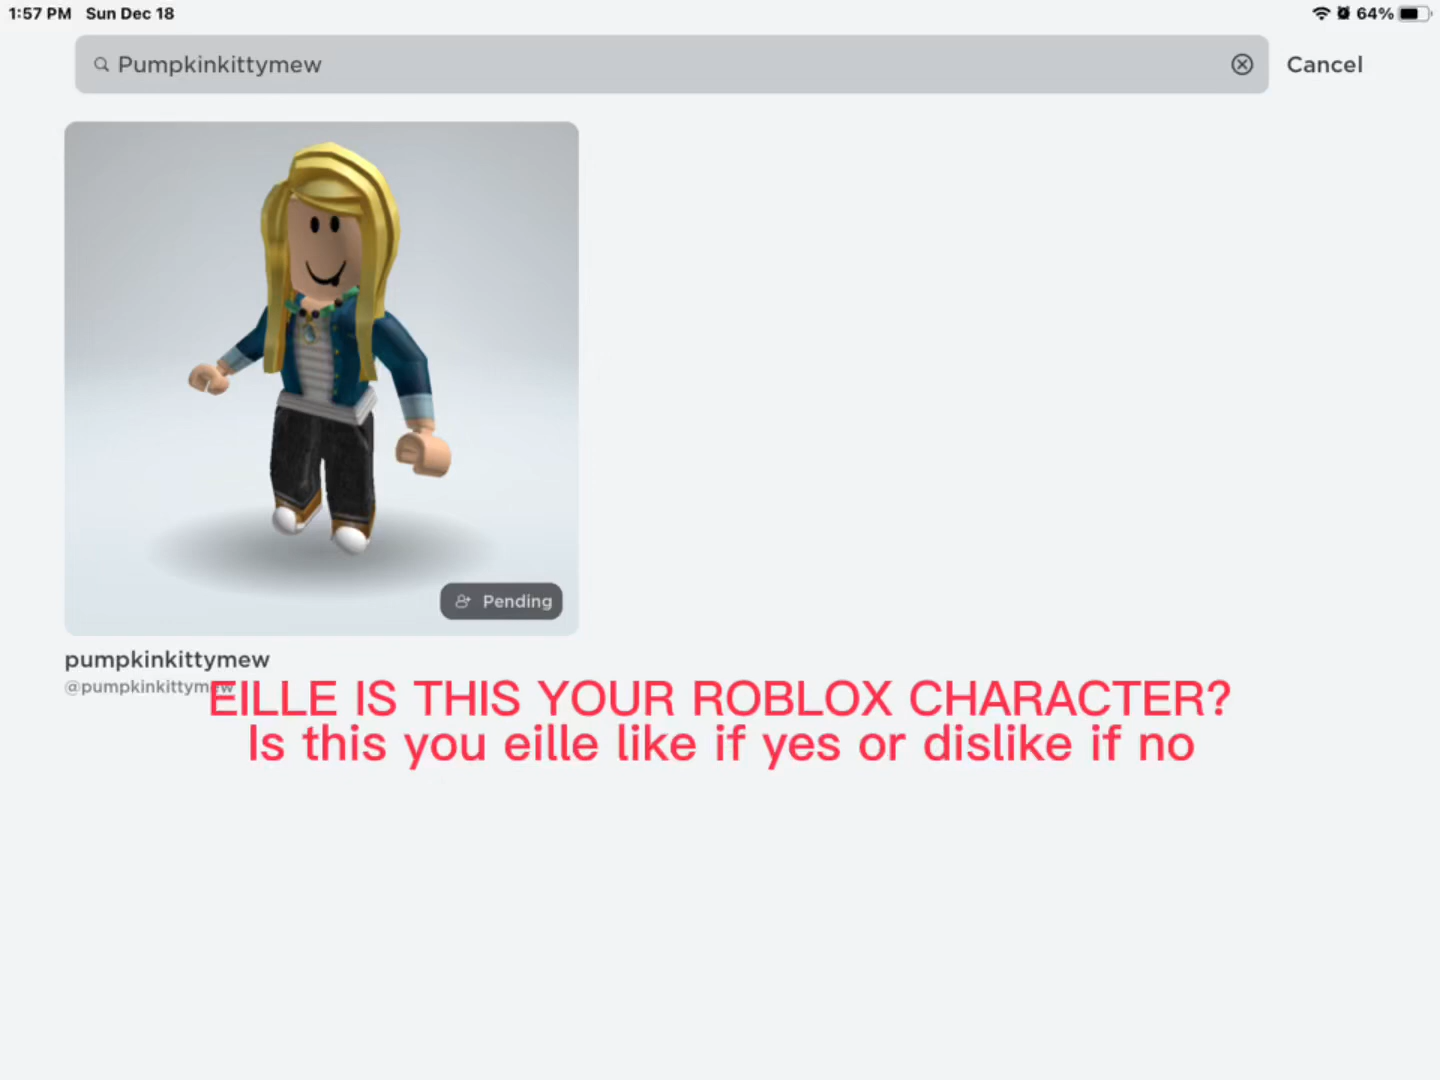 1:57 PM Sun Dec 18 64%
Pumpkinkittymew Cancel
Pending
pumpkinkittymew
@pumpkinkittymew
EILLE IS THIS YOUR ROBLOX CHARACTER?
Is this you eille like if yes or dislike if no